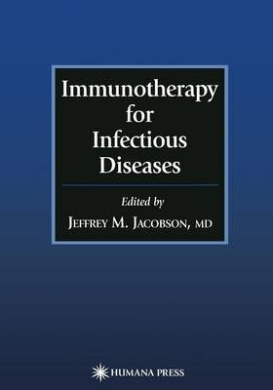 Immunotherapy
for
Infectious
Diseases
Edited by
JEFFREY M. JACOBSON, MD
HUMANA PRESS